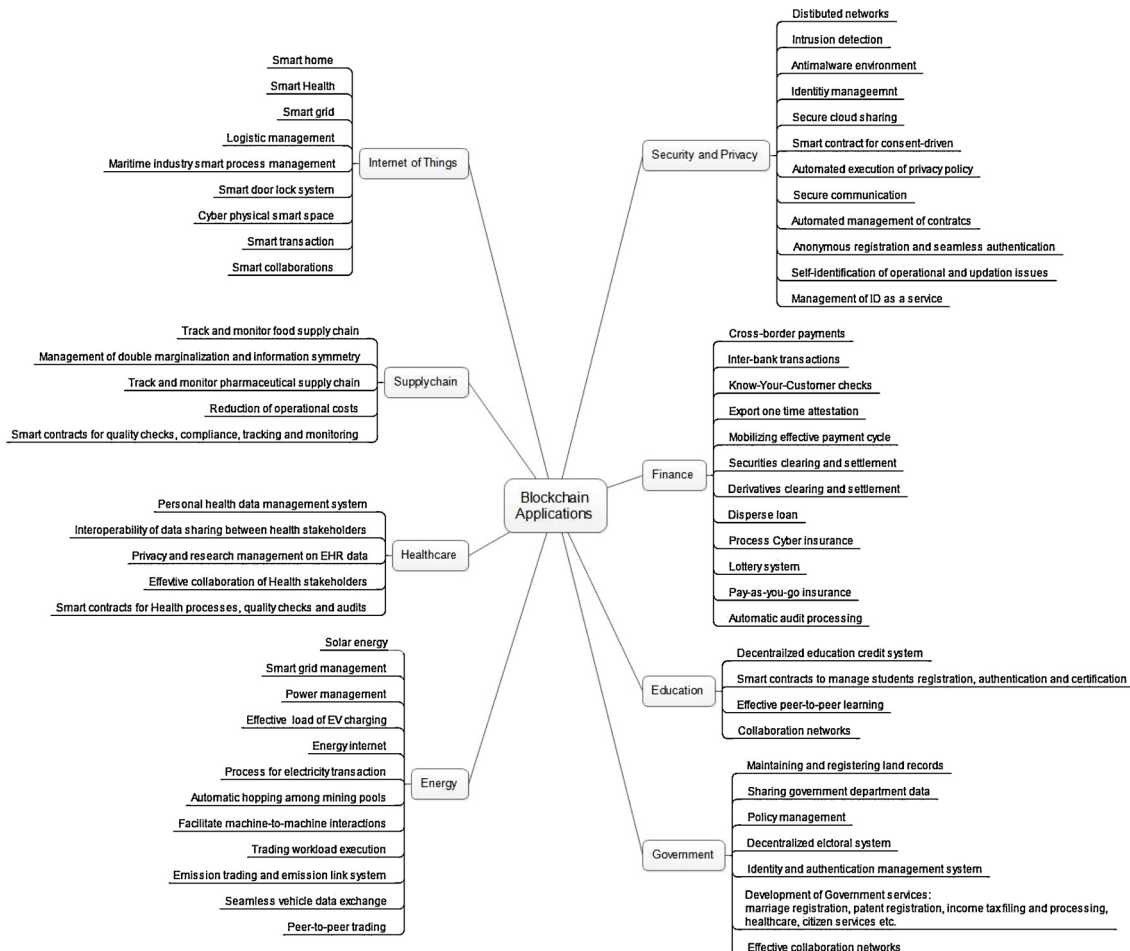 Blockchain
Applications
Internet of Things
Smart home
Smart Health
Smart grid
Logistic management
Maritime industry smart process management
Smart door lock system
Cyber physical smart space
Smart transaction
Smart collaborations
Supplychain
Track and monitor food supply chain
Management of double marginalization and information symmetry
Track and monitor pharmaceutical supply chain
Reduction of operational costs
Smart contracts for quality checks, compliance, tracking and monitoring
Healthcare
Personal health data management system
Interoperability of data sharing between health stakeholders
Privacy and research management on EHR data
Effevtive collaboration of Health stakeholders
Smart contracts for Health processes, quality checks and audits
Energy
Solar energy
Smart grid management
Power management
Effective load of EV charging
Energy internet
Process for electricity transaction
Automatic hopping among mining pools
Facilitate machine-to-machine interactions
Trading workload execution
Emission trading and emission link system
Seamless vehicle data exchange
Peer-to-peer trading
Security and Privacy
Distibuted networks
Intrusion detection
Antimalware environment
Identitiy manageemnt
Secure cloud sharing
Smart contract for consent-driven
Automated execution of privacy policy
Secure communication
Automated management of contratcs
Anonymous registration and seamless authentication
Self-identification of operational and updation issues
Management of ID as a service
Finance
Cross-border payments
Inter-bank transactions
Know-Your-Customer checks
Export one time attestation
Mobilizing effective payment cycle
Securities clearing and settlement
Derivatives clearing and settlement
Disperse loan
Process Cyber insurance
Lottery system
Pay-as-you-go insurance
Automatic audit processing
Education
Decentrailzed education credit system
Smart contracts to manage students registration, authentication and certification
Effective peer-to-peer learning
Collaboration networks
Government
Maintaining and registering land records
Sharing government department data
Policy management
Decentralized elctoral system
Identity and authentication management system
Development of Government services:
marriage registration, patent registration, income taxfiling and processing,
healthcare, citizen services etc.
Effective collaboration networks